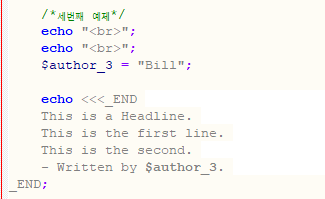 /*세번째 예제*/
echo "<br>";
echo "<br>";
$author_3 = "Bill";
echo <<<_END
This is a Headline.
This is the first line.
This is the second.
- Written by $author_3.
_END;